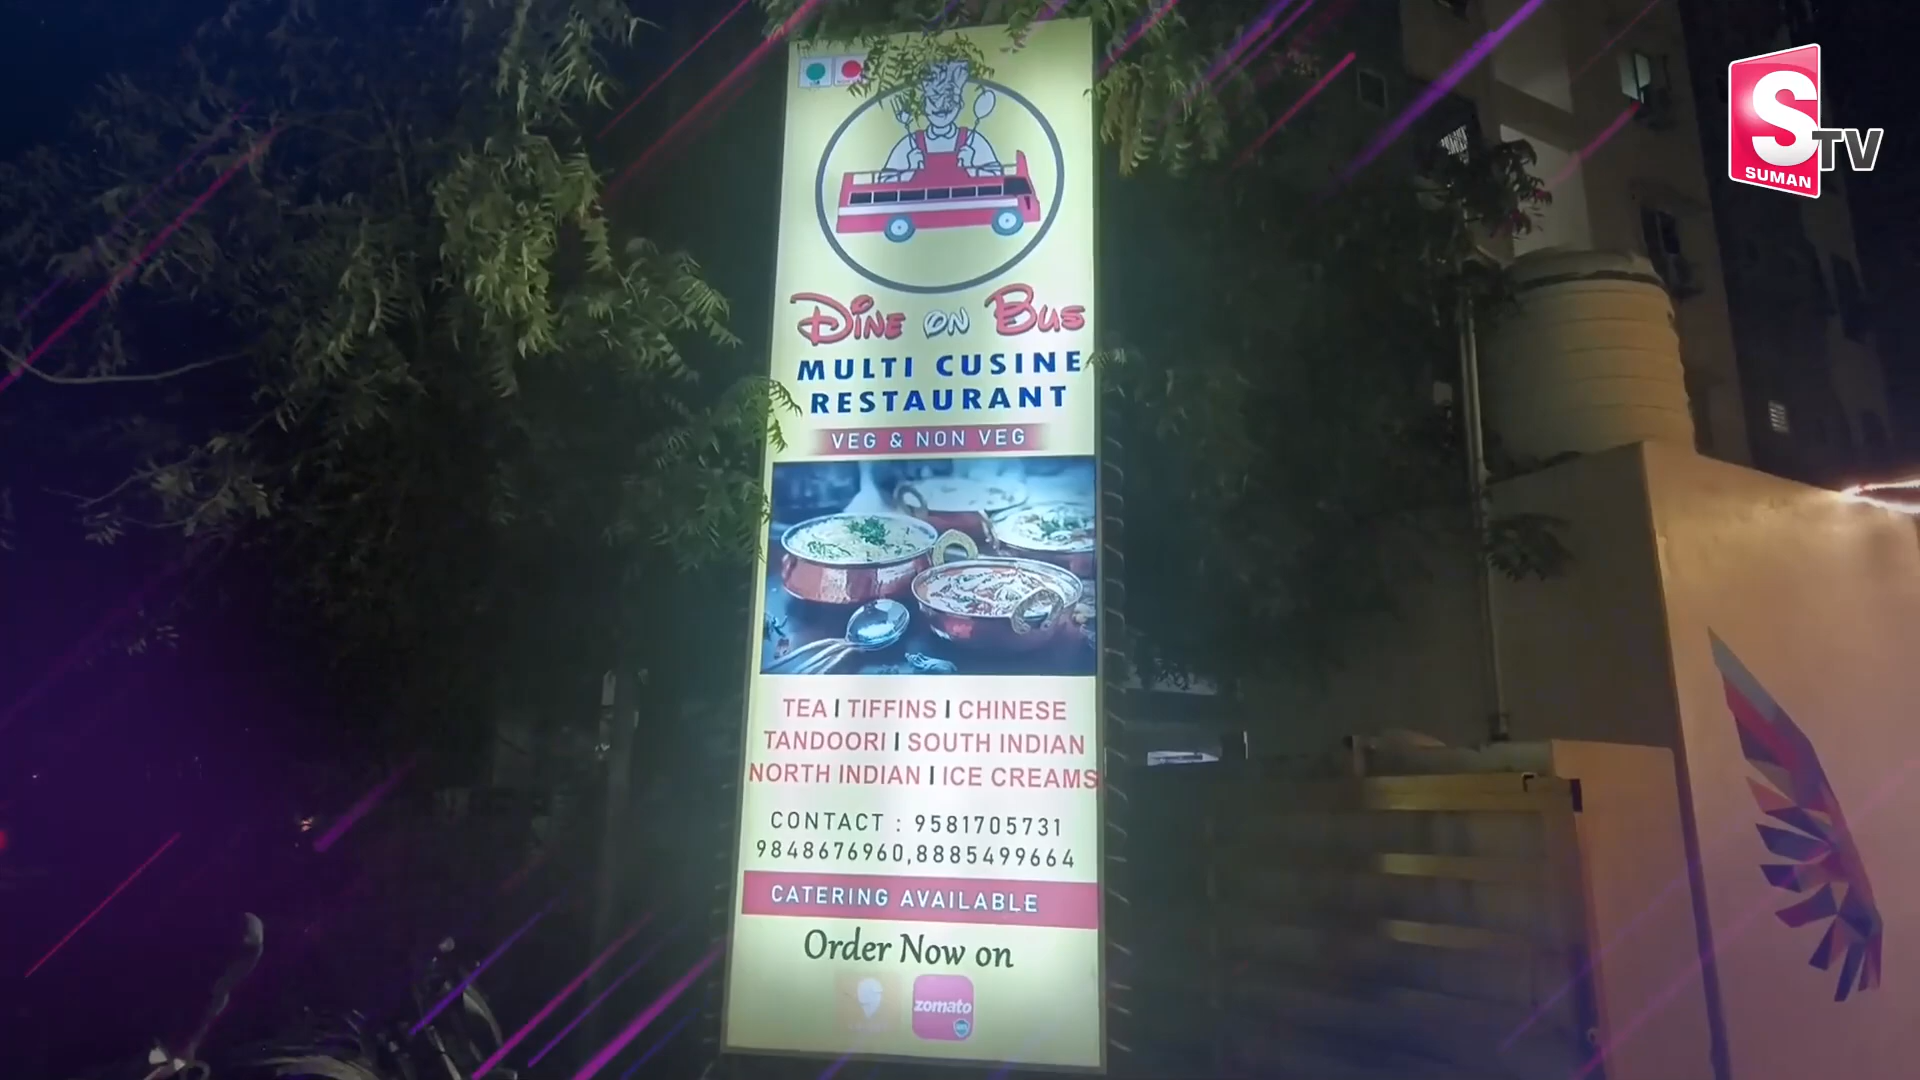 DINE ON BUS
MULTI CUSINE
RESTAURANT
VEG & NON VEG
TEA I TIFFINS I CHINESE
TANDOORI I SOUTH INDIAN
NORTH INDIAN I ICE CREAMS
CONTACT : 9581705731
9848676960,8885499664
CATERING AVAILABLE
Order Now on
zomato
S
TV
SUMAN